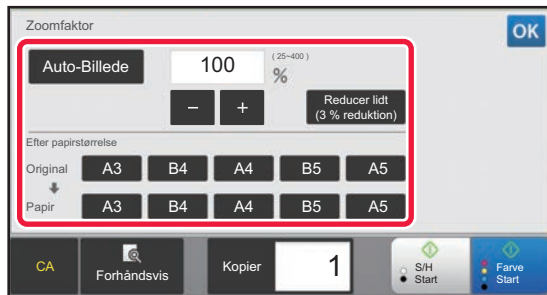 Zoomfaktor
OK
Auto-Billede
100
(25~400)
%
−
+
Reducer lidt
(3 % reduktion)
Efter papirstørrelse
Original
A3
B4
A4
B5
A5
Papir
A3
B4
A4
B5
A5
CA
Forhåndsvis
Kopier
1
S/H
Start
Farve
Start